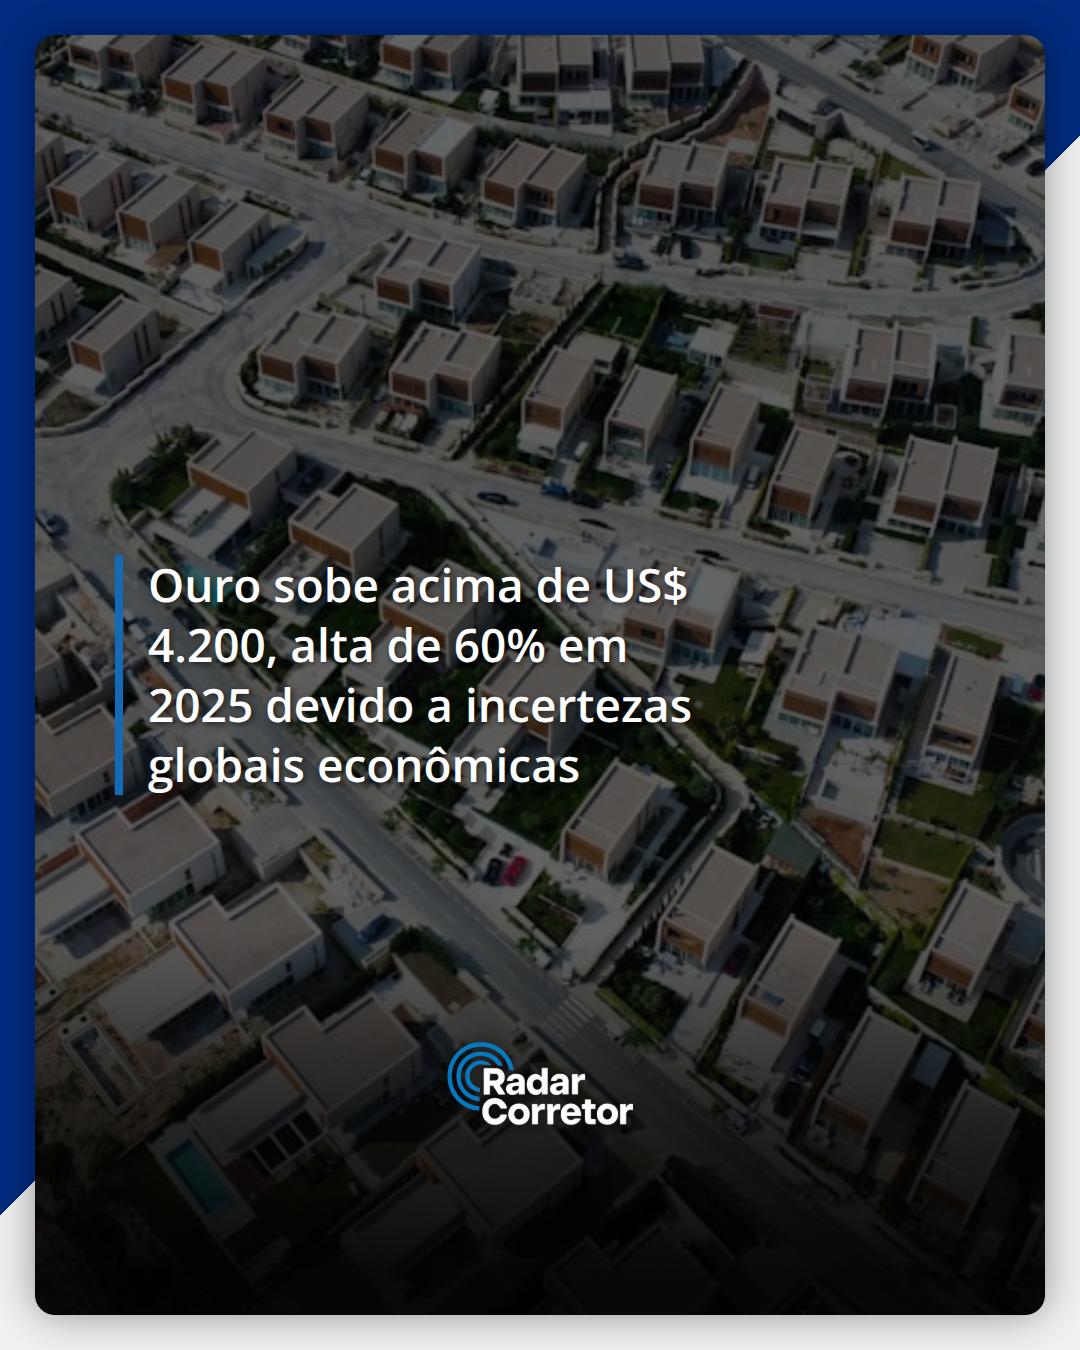 Ouro sobe acima de US$
4.200, alta de 60% em
2025 devido a incertezas
globais econômicas
Radar
Corretor